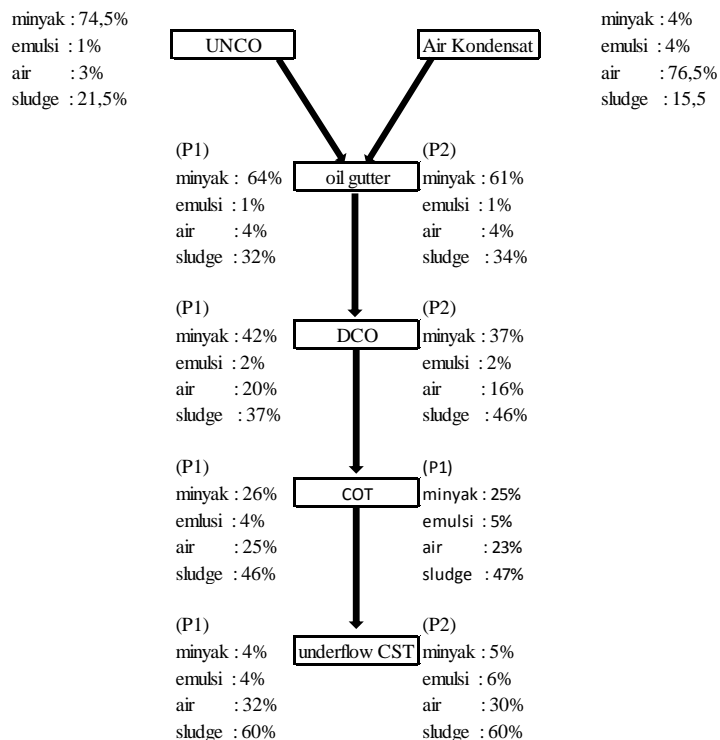 minyak : 74,5%
emulsi : 1%
air : 3%
sludge : 21,5%
UNCO
Air Kondensat
minyak : 4%
emulsi : 4%
air : 76,5%
sludge : 15,5
(P1)
minyak : 64%
emulsi : 1%
air : 4%
sludge : 32%
oil gutter
(P2)
minyak : 61%
emulsi : 1%
air : 4%
sludge : 34%
(P1)
minyak : 42%
emulsi : 2%
air : 20%
sludge : 37%
DCO
(P2)
minyak : 37%
emulsi : 2%
air : 16%
sludge : 46%
(P1)
minyak : 26%
emlusi : 4%
air : 25%
sludge : 46%
COT
(P1)
minyak : 25%
emulsi : 5%
air : 23%
sludge : 47%
(P1)
minyak : 4%
emulsi : 4%
air : 32%
sludge : 60%
underflow CST
(P2)
minyak : 5%
emulsi : 6%
air : 30%
sludge : 60%